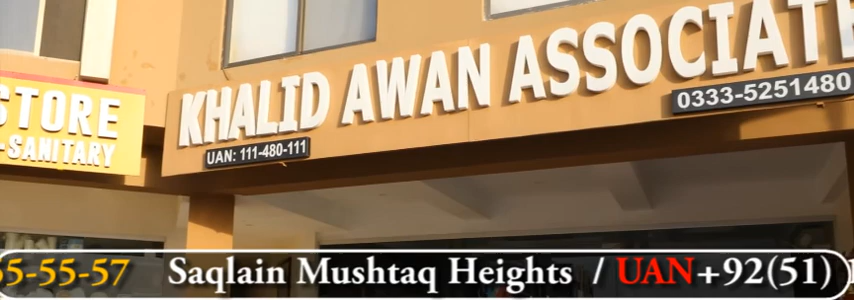 STORE
-SANITARY
KHALID AWAN ASSOCIATE
UAN: 111-480-111
0333-5251480
55-55-57 Saqlain Mushtaq Heights / UAN+92(51)